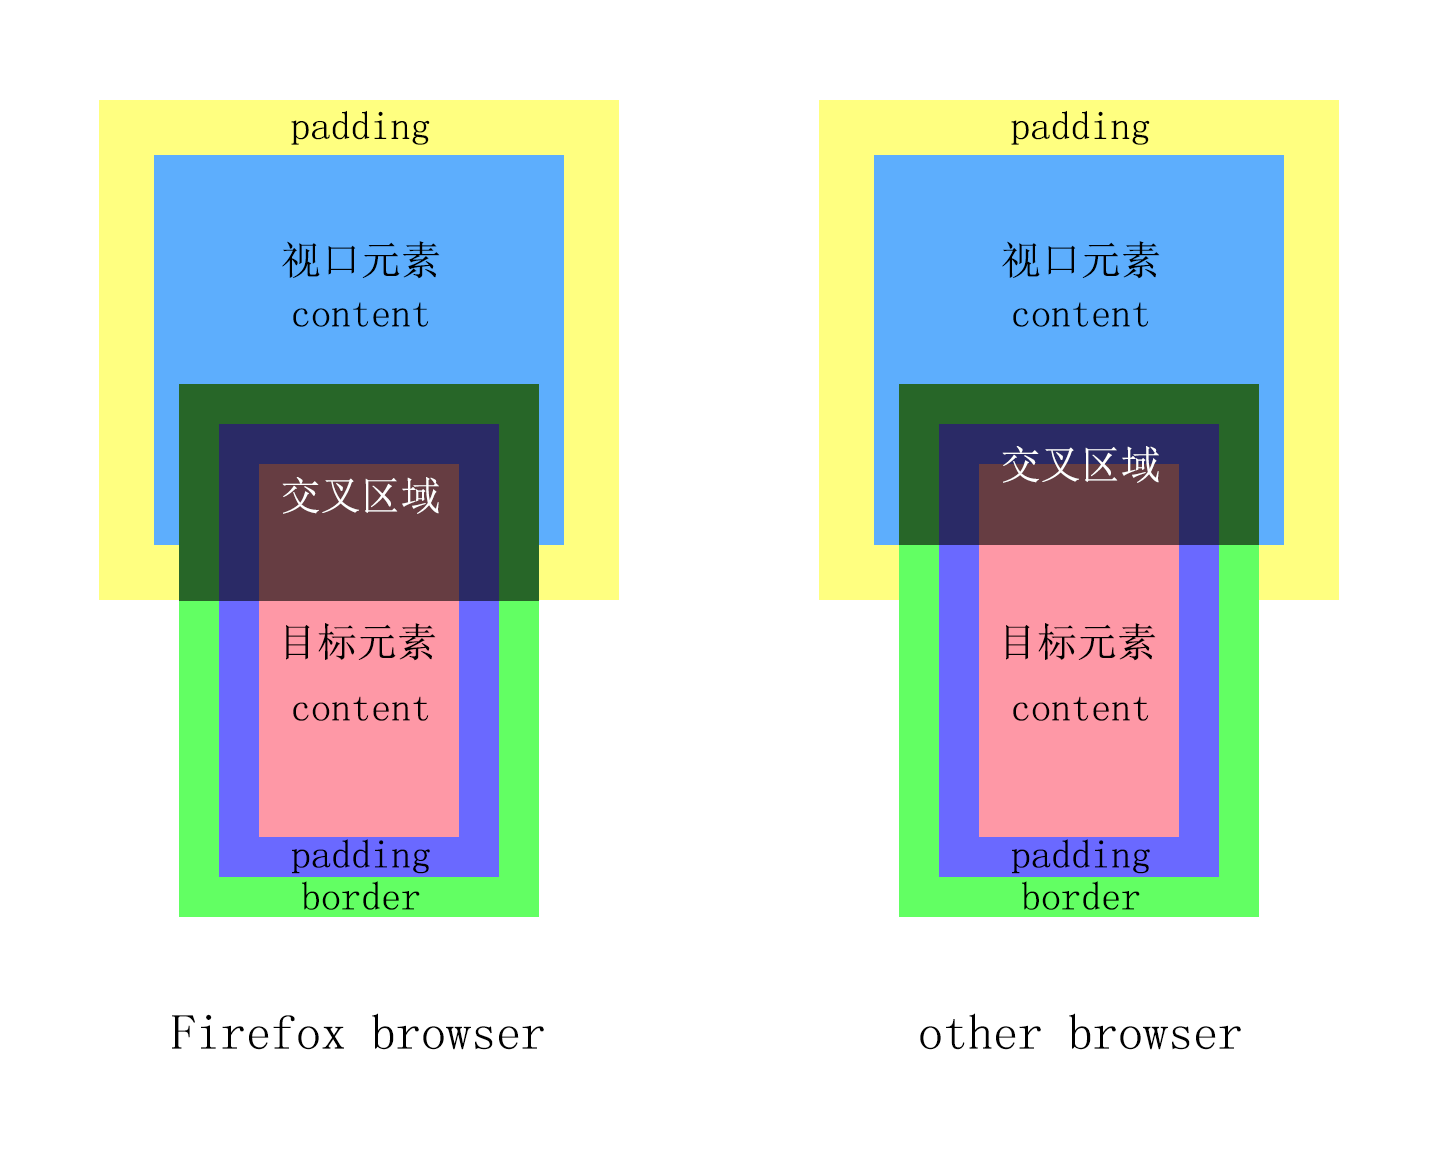 padding
视口元素
content
交叉区域
目标元素
content
padding
border
Firefox browser
padding
视口元素
content
交叉区域
目标元素
content
padding
border
other browser